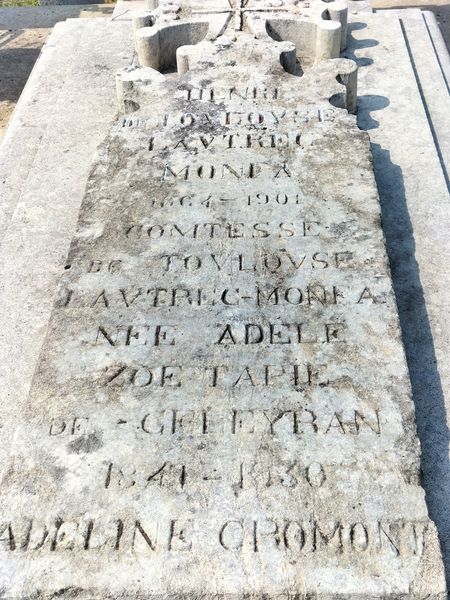 HENRI
DE TOVLOVSE
LAVTREC
MONFA
1864-1901
COMTESSE
DE TOVLOVSE
LAVTREC-MONFA
NEE ADELE
ZOE TAPIE
DE CELEYRAN
1841-1930
ADELINE CROMONT